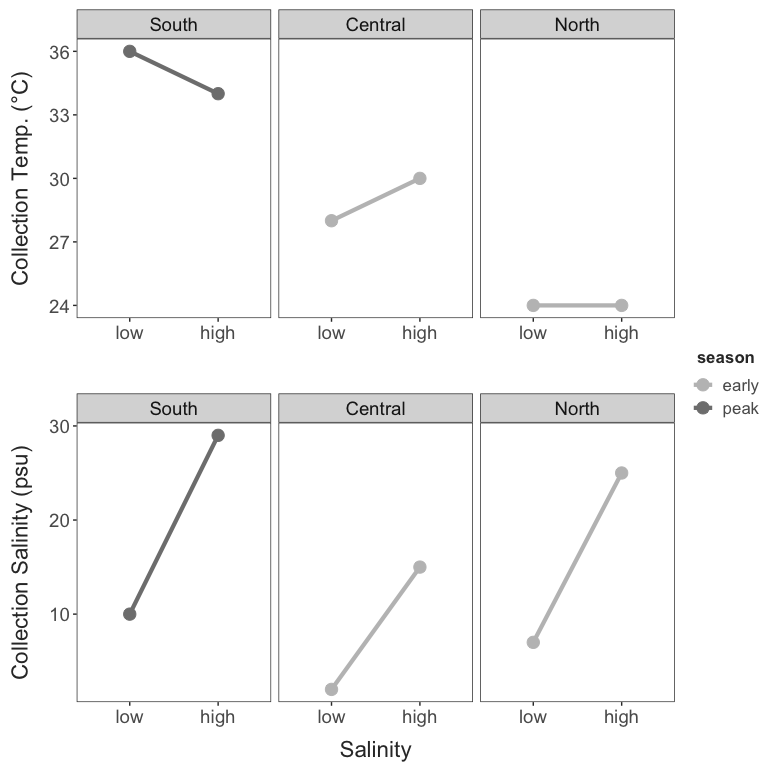 South Central North
Collection Temp. (°C)
36
33
30
27
24
low high low high low high
season
early
peak
South Central North
Collection Salinity (psu)
30
20
10
low high low high low high
Salinity